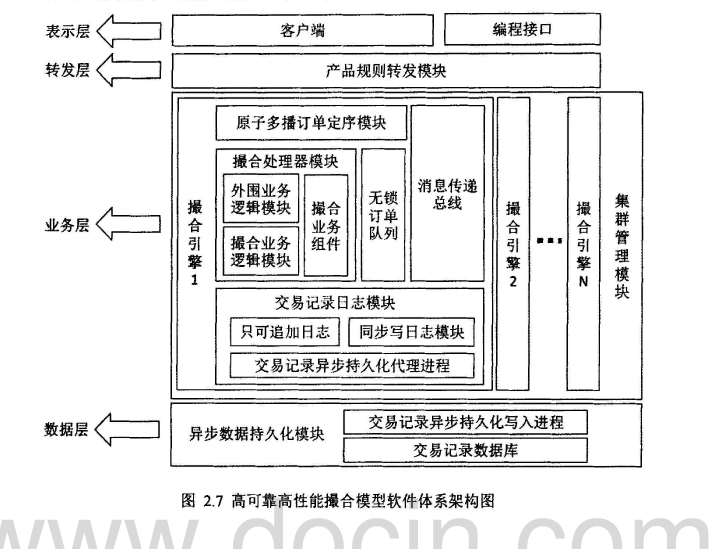 表示层
客户端
编程接口
转发层
产品规则转发模块
业务层
撮合引擎1
原子多播订单定序模块
撮合处理器模块
外围业务
逻辑模块
撮合业务
逻辑模块
撮合
业务
组件
无锁
订单
队列
消息传递
总线
交易记录日志模块
只可追加日志
同步写日志模块
交易记录异步持久化代理进程
撮合引擎2
...
撮合引擎N
集群管理模块
数据层
异步数据持久化模块
交易记录异步持久化写入进程
交易记录数据库
图 2.7 高可靠高性能撮合模型软件体系架构图
www.docin.com